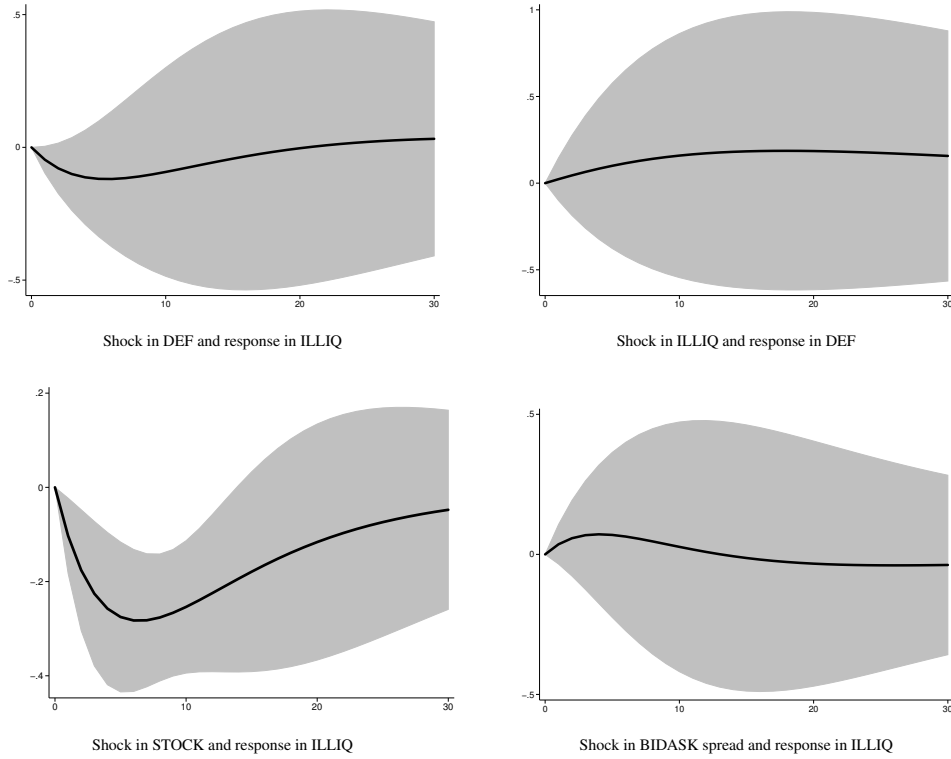 .5
0
-.5
0 10 20 30
Shock in DEF and response in ILLIQ
1
.5
0
-.5
0 10 20 30
Shock in ILLIQ and response in DEF
.2
0
-.2
-.4
0 10 20 30
Shock in STOCK and response in ILLIQ
.5
0
-.5
0 10 20 30
Shock in BIDASK spread and response in ILLIQ